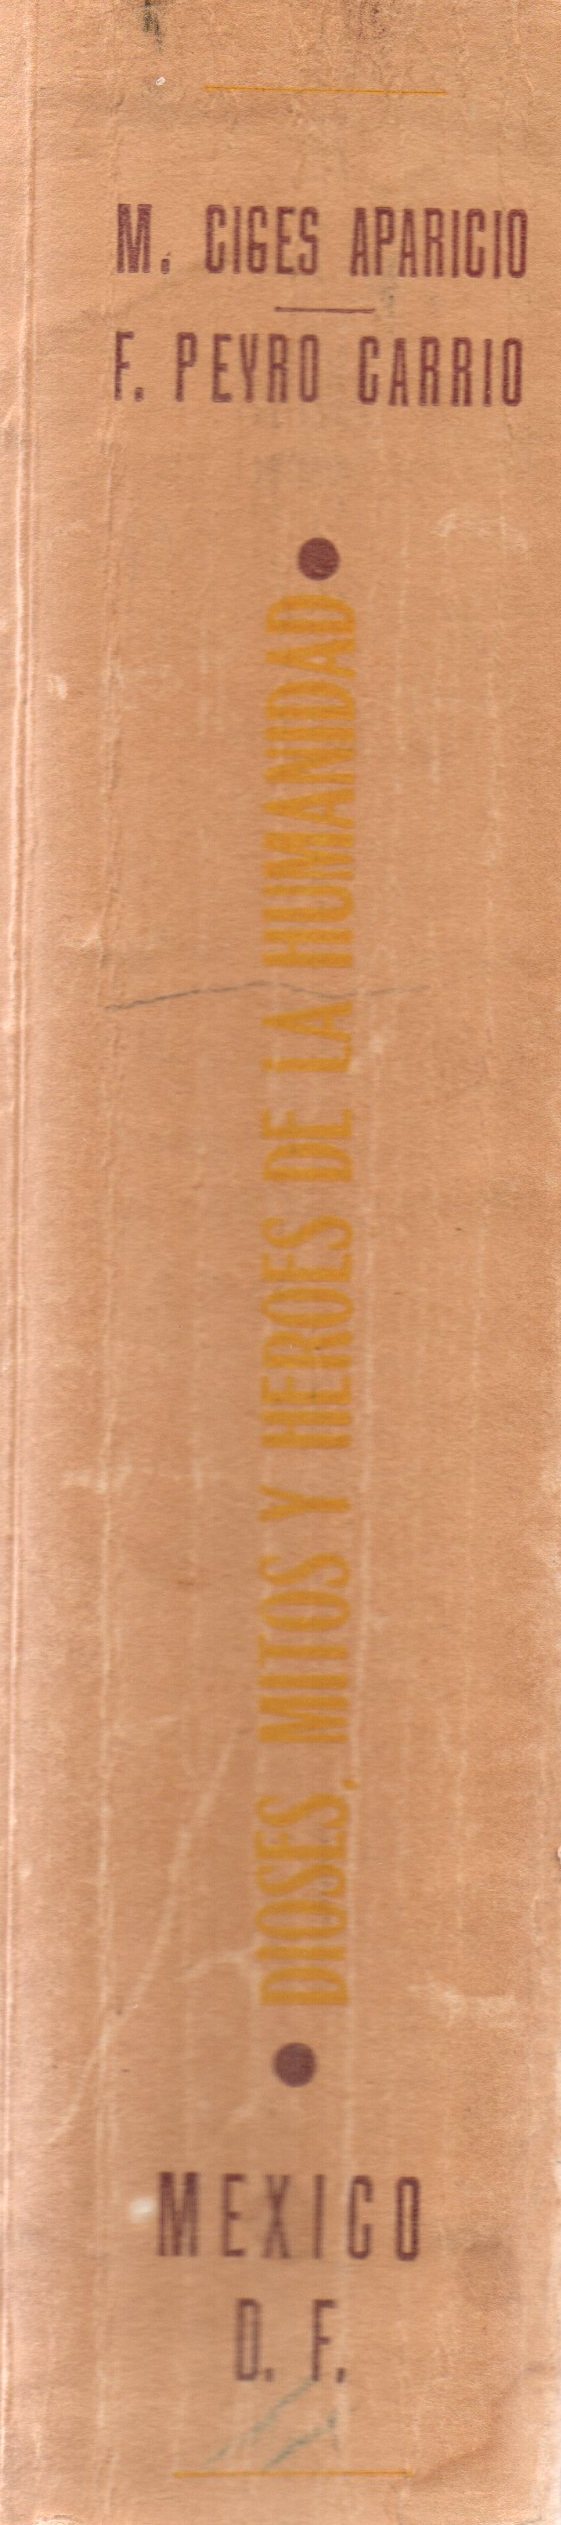 M. CIGES APARICIO
F. PEYRO CARRIO
DIOSES, MITOS Y HEROES DE LA HUMANIDAD
MEXICO
D. F.